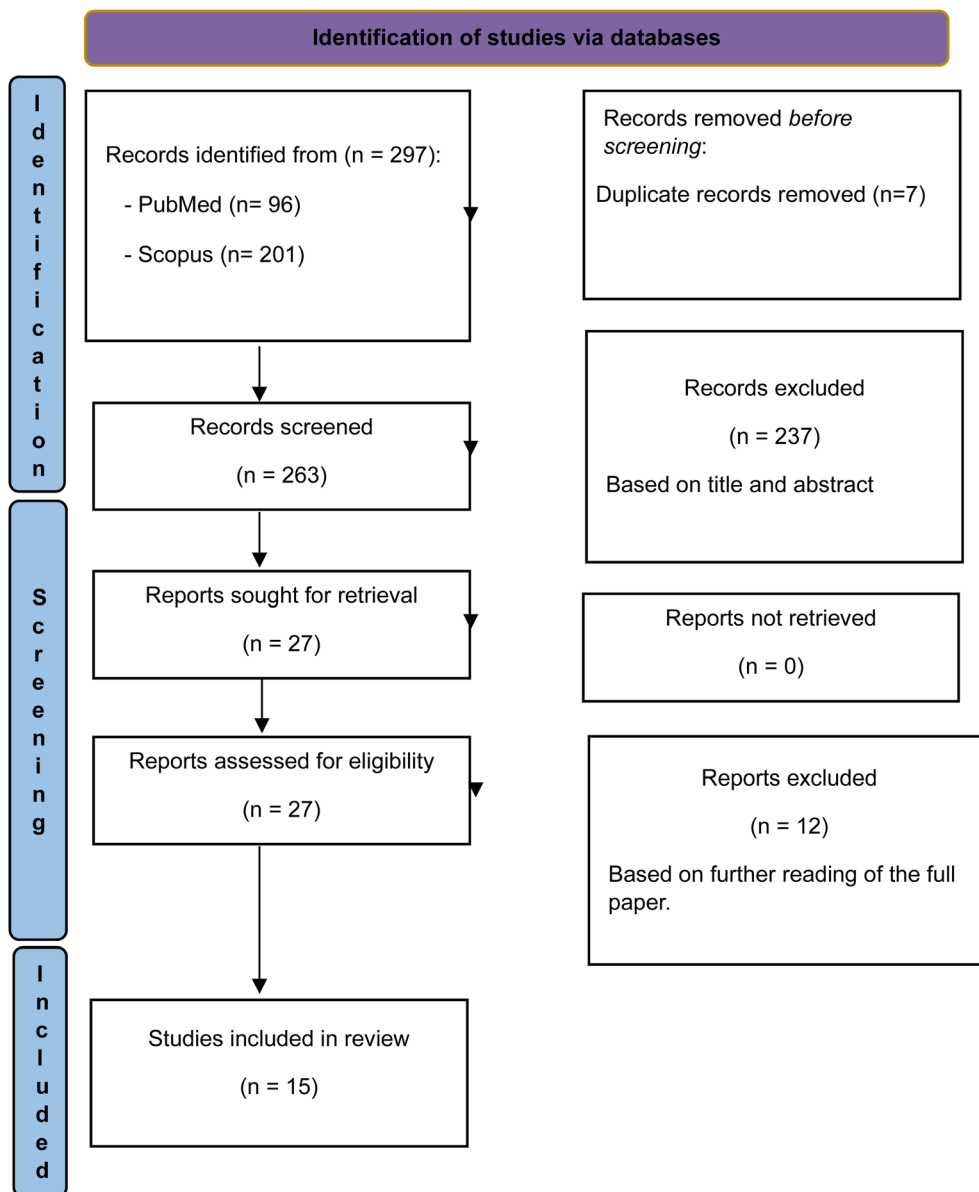 Identification of studies via databases
Identification
Records identified from (n = 297):
- PubMed (n= 96)
- Scopus (n= 201)
Records removed before
screening:
Duplicate records removed (n=7)
Records screened
(n = 263)
Records excluded
(n = 237)
Based on title and abstract
Screening
Reports sought for retrieval
(n = 27)
Reports not retrieved
(n = 0)
Reports assessed for eligibility
(n = 27)
Reports excluded
(n = 12)
Based on further reading of the full
paper.
Included
Studies included in review
(n = 15)